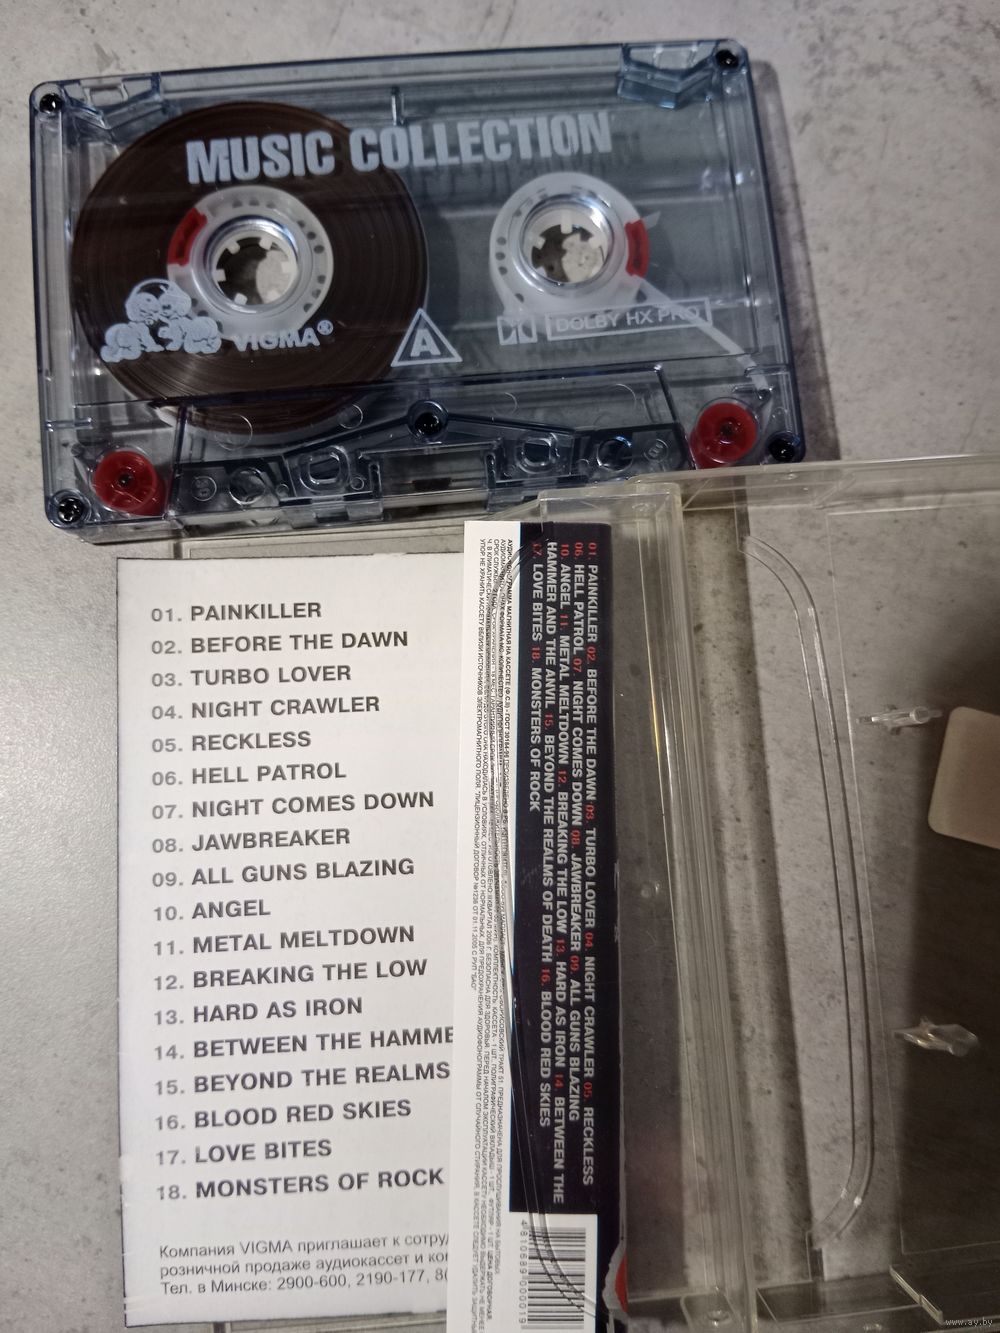 MUSIC COLLECTION
VIGMA®
A
DOLBY HX PRO
01. PAINKILLER
02. BEFORE THE DAWN
03. TURBO LOVER
04. NIGHT CRAWLER
05. RECKLESS
06. HELL PATROL
07. NIGHT COMES DOWN
08. JAWBREAKER
09. ALL GUNS BLAZING
10. ANGEL
11. METAL MELTDOWN
12. BREAKING THE LOW
13. HARD AS IRON
14. BETWEEN THE HAMME
15. BEYOND THE REALMS
16. BLOOD RED SKIES
17. LOVE BITES
18. MONSTERS OF ROCK
Компания VIGMA приглашает к сотру
розничной продаже аудиокассет и ко
Тел. в Минске: 2900-600, 2190-177, 8(
01. PAINKILLER 02. BEFORE THE DAWN 03. TURBO LOVER 04. NIGHT CRAWLER 05. RECKLESS
06. HELL PATROL 07. NIGHT COMES DOWN 08. JAWBREAKER 09. ALL GUNS BLAZING
10. ANGEL 11. METAL MELTDOWN 12. BREAKING THE LOW 13. HARD AS IRON 14. BETWEEN THE
HAMMER AND THE ANVIL 15. BEYOND THE REALMS OF DEATH 16. BLOOD RED SKIES
17. LOVE BITES 18. MONSTERS OF ROCK
4 810689 000019
www.ay.by